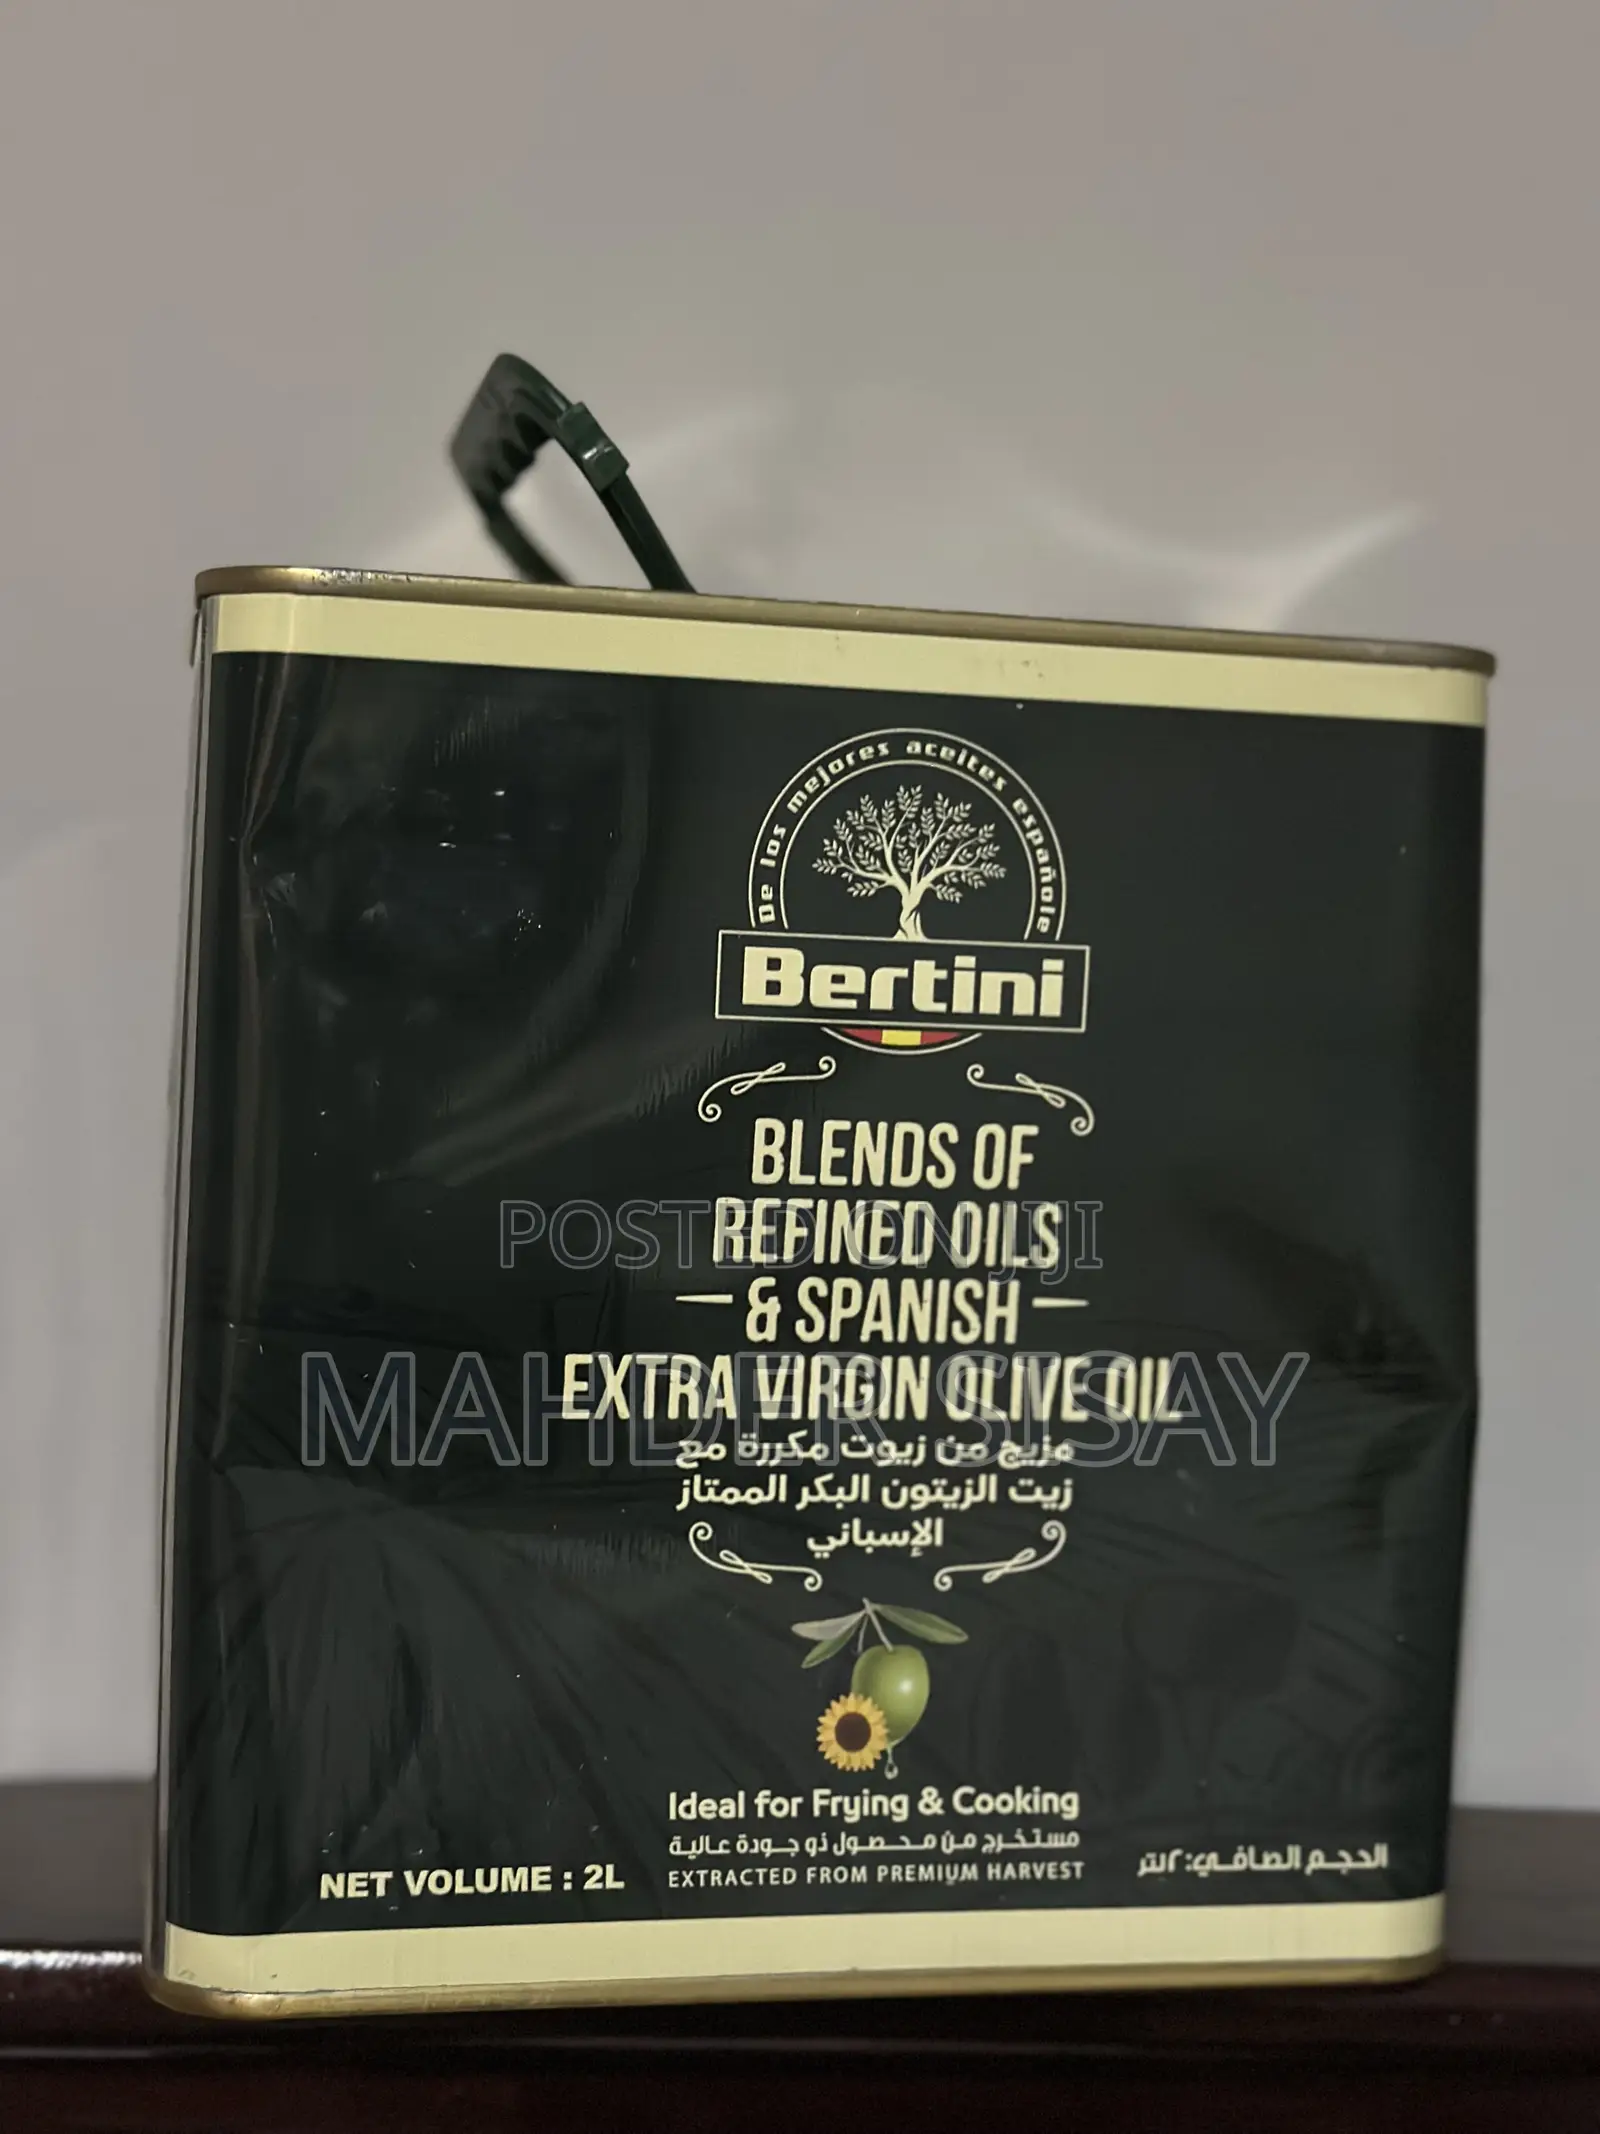 De los mejores aceites españole
Bertini
BLENDS OF
REFINED OILS
& SPANISH
EXTRA VIRGIN OLIVE OIL
مزيج من زيوت مكررة مع
زيت الزيتون البكر الممتاز
الإسباني
Ideal for Frying & Cooking
مستخرج من محصول ذو جودة عالية
EXTRACTED FROM PREMIUM HARVEST
NET VOLUME : 2L
الحجم الصافي: ٢ لتر
POSTED ON JIJI
MAHDER SISAY